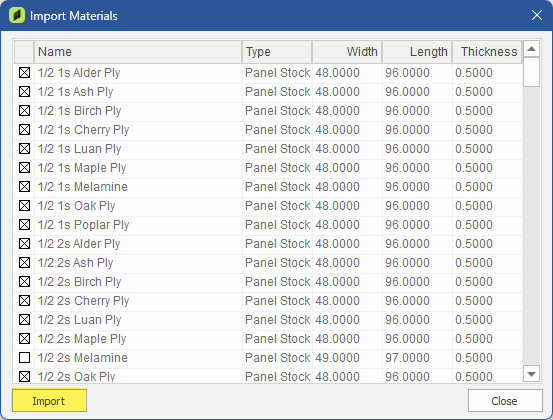 Import Materials
Name Type Width Length Thickness
1/2 1s Alder Ply Panel Stock 48.0000 96.0000 0.5000
1/2 1s Ash Ply Panel Stock 48.0000 96.0000 0.5000
1/2 1s Birch Ply Panel Stock 48.0000 96.0000 0.5000
1/2 1s Cherry Ply Panel Stock 48.0000 96.0000 0.5000
1/2 1s Luan Ply Panel Stock 48.0000 96.0000 0.5000
1/2 1s Maple Ply Panel Stock 48.0000 96.0000 0.5000
1/2 1s Melamine Panel Stock 48.0000 96.0000 0.5000
1/2 1s Oak Ply Panel Stock 48.0000 96.0000 0.5000
1/2 1s Poplar Ply Panel Stock 48.0000 96.0000 0.5000
1/2 2s Alder Ply Panel Stock 48.0000 96.0000 0.5000
1/2 2s Ash Ply Panel Stock 48.0000 96.0000 0.5000
1/2 2s Birch Ply Panel Stock 48.0000 96.0000 0.5000
1/2 2s Cherry Ply Panel Stock 48.0000 96.0000 0.5000
1/2 2s Luan Ply Panel Stock 48.0000 96.0000 0.5000
1/2 2s Maple Ply Panel Stock 48.0000 96.0000 0.5000
1/2 2s Melamine Panel Stock 49.0000 97.0000 0.5000
1/2 2s Oak Ply Panel Stock 48.0000 96.0000 0.5000
Import Close